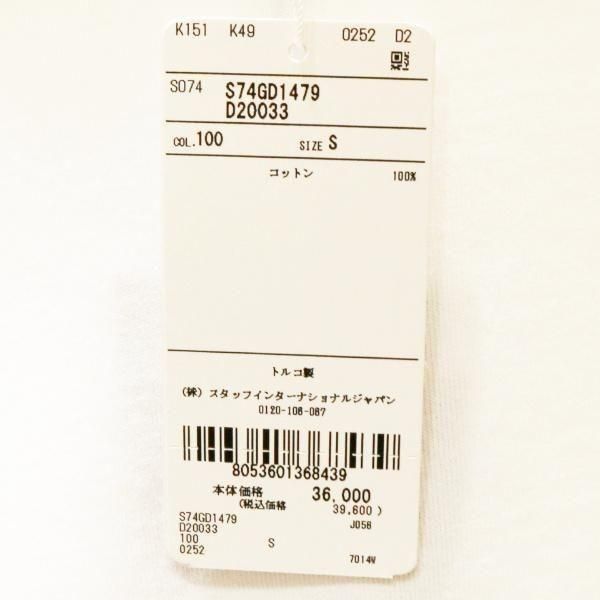 K151 K49 0252 D2
S074 S74GD1479
D20033
COL.100 SIZE S
コットン 100%
トルコ製
(株) スタッフインターナショナルジャパン
0120-106-067
8053601368439
本体価格 36,000
(税込価格 39,600 )
S74GD1479 J058
D20033
100 S
0252 7014W